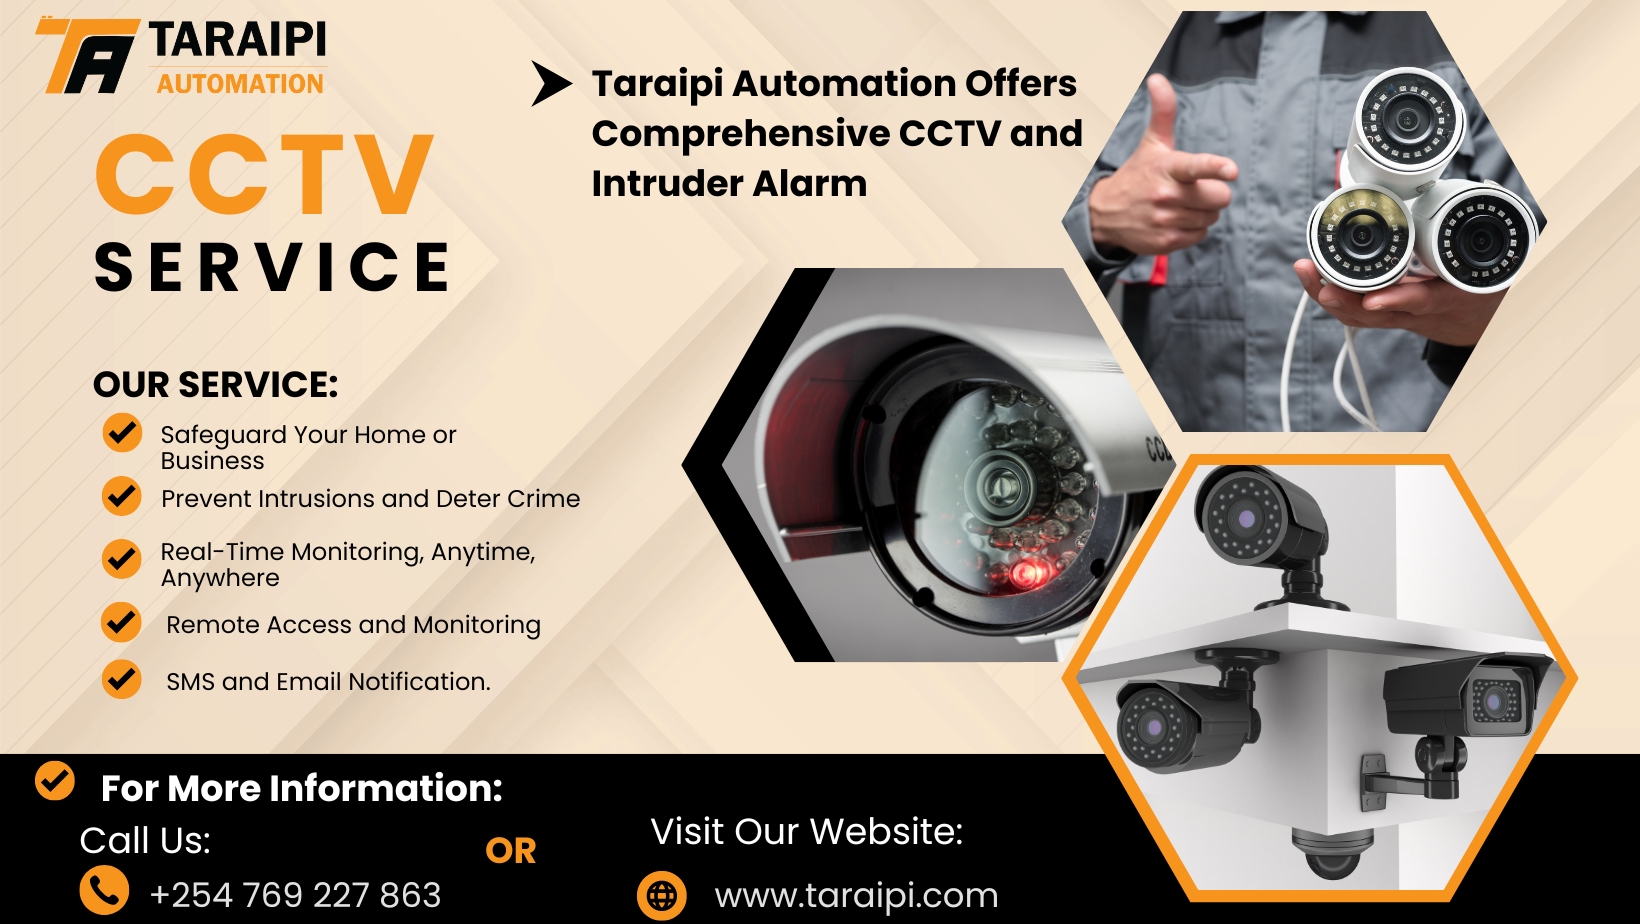 TARAIPI
AUTOMATION
CCTV
SERVICE
Taraipi Automation Offers
Comprehensive CCTV and
Intruder Alarm
OUR SERVICE:
Safeguard Your Home or
Business
Prevent Intrusions and Deter Crime
Real-Time Monitoring, Anytime,
Anywhere
Remote Access and Monitoring
SMS and Email Notification.
For More Information:
Call Us:
+254 769 227 863
OR
Visit Our Website:
www.taraipi.com